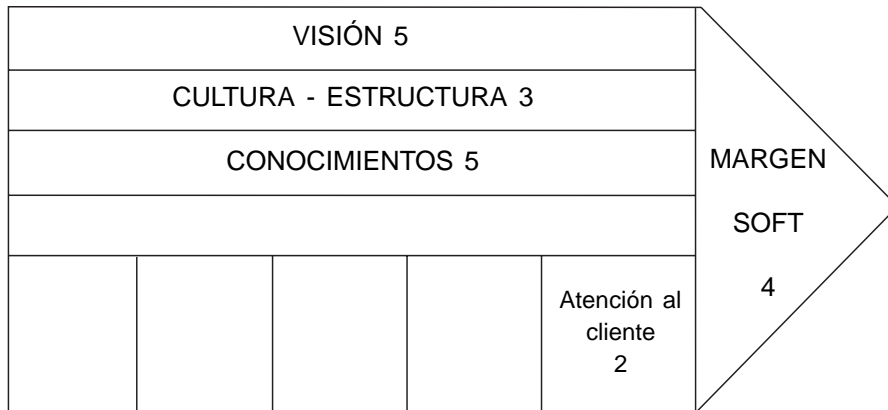 VISIÓN 5
CULTURA - ESTRUCTURA 3
CONOCIMIENTOS 5
MARGEN
SOFT
4
Atención al
cliente
2